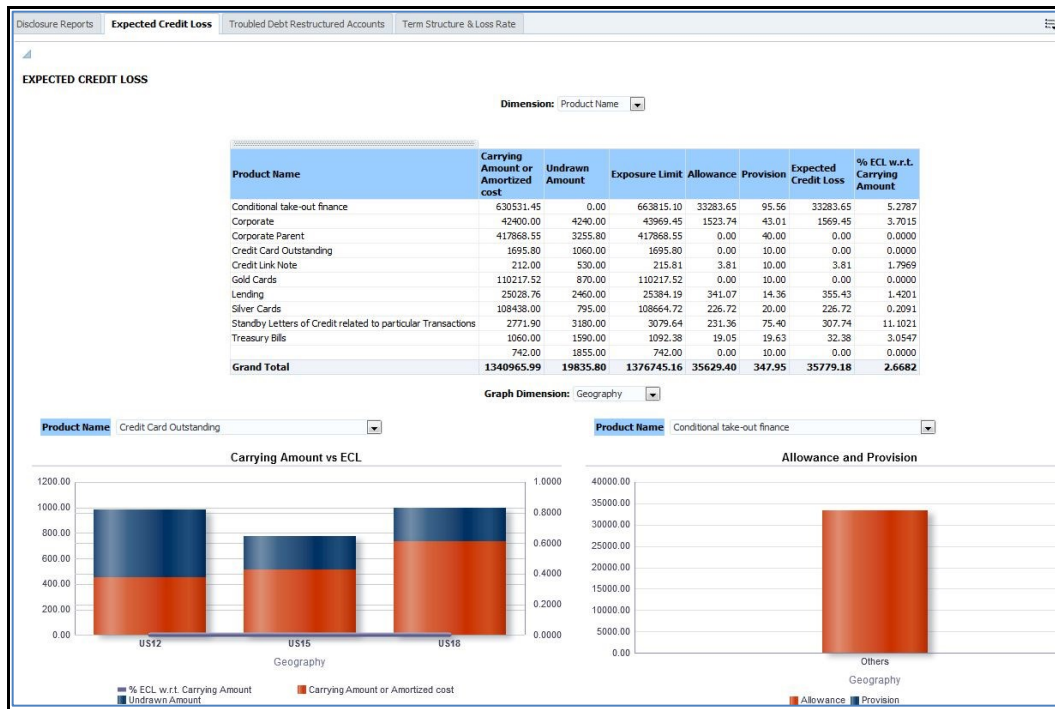 Disclosure Reports Expected Credit Loss Troubled Debt Restructured Accounts Term Structure & Loss Rate
EXPECTED CREDIT LOSS
Dimension: Product Name
Product Name Carrying Amount or Amortized cost Undrawn Amount Exposure Limit Allowance Provision Expected Credit Loss % ECL w.r.t. Carrying Amount
Conditional take-out finance 630531.45 0.00 663815.10 33283.65 95.56 33283.65 5.2787
Corporate 42400.00 4240.00 43969.45 1523.74 43.01 1569.45 3.7015
Corporate Parent 417868.55 3255.80 417868.55 0.00 40.00 0.00 0.0000
Credit Card Outstanding 1695.80 1060.00 1695.80 0.00 10.00 0.00 0.0000
Credit Link Note 212.00 530.00 215.81 3.81 10.00 3.81 1.7969
Gold Cards 110217.52 870.00 110217.52 0.00 10.00 0.00 0.0000
Lending 25028.76 2460.00 25384.19 341.07 14.36 355.43 1.4201
Silver Cards 108438.00 795.00 108664.72 226.72 20.00 226.72 0.2091
Standby Letters of Credit related to particular Transactions 2771.90 3180.00 3079.64 231.36 75.40 307.74 11.1021
Treasury Bills 1060.00 1590.00 1092.38 19.05 19.63 32.38 3.0547
742.00 1855.00 742.00 0.00 10.00 0.00 0.0000
Grand Total 1340965.99 19835.80 1376745.16 35629.40 347.95 35779.18 2.6682
Graph Dimension: Geography
Product Name Credit Card Outstanding
Carrying Amount vs ECL
1200.00
1000.00
800.00
600.00
400.00
200.00
0.00
1.0000
0.8000
0.6000
0.4000
0.2000
0.0000
US12 US15 US18
Geography
% ECL w.r.t. Carrying Amount Carrying Amount or Amortized cost
Undrawn Amount
Product Name Conditional take-out finance
Allowance and Provision
40000.00
35000.00
30000.00
25000.00
20000.00
15000.00
10000.00
5000.00
0.00
Others
Geography
Allowance Provision